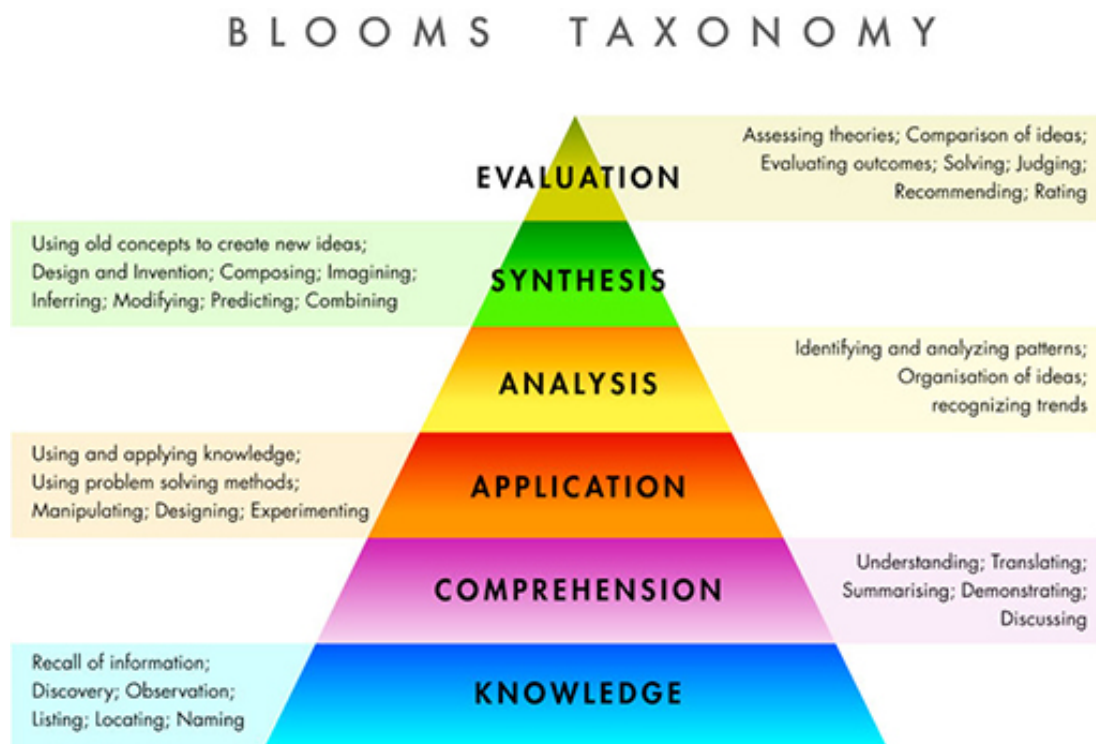 BLOOMS TAXONOMY
EVALUATION
Assessing theories; Comparison of ideas;
Evaluating outcomes; Solving; Judging;
Recommending; Rating
Using old concepts to create new ideas;
Design and Invention; Composing; Imagining;
Inferring; Modifying; Predicting; Combining
SYNTHESIS
ANALYSIS
Identifying and analyzing patterns;
Organisation of ideas;
recognizing trends
Using and applying knowledge;
Using problem solving methods;
Manipulating; Designing; Experimenting
APPLICATION
COMPREHENSION
Understanding; Translating;
Summarising; Demonstrating;
Discussing
Recall of information;
Discovery; Observation;
Listing; Locating; Naming
KNOWLEDGE